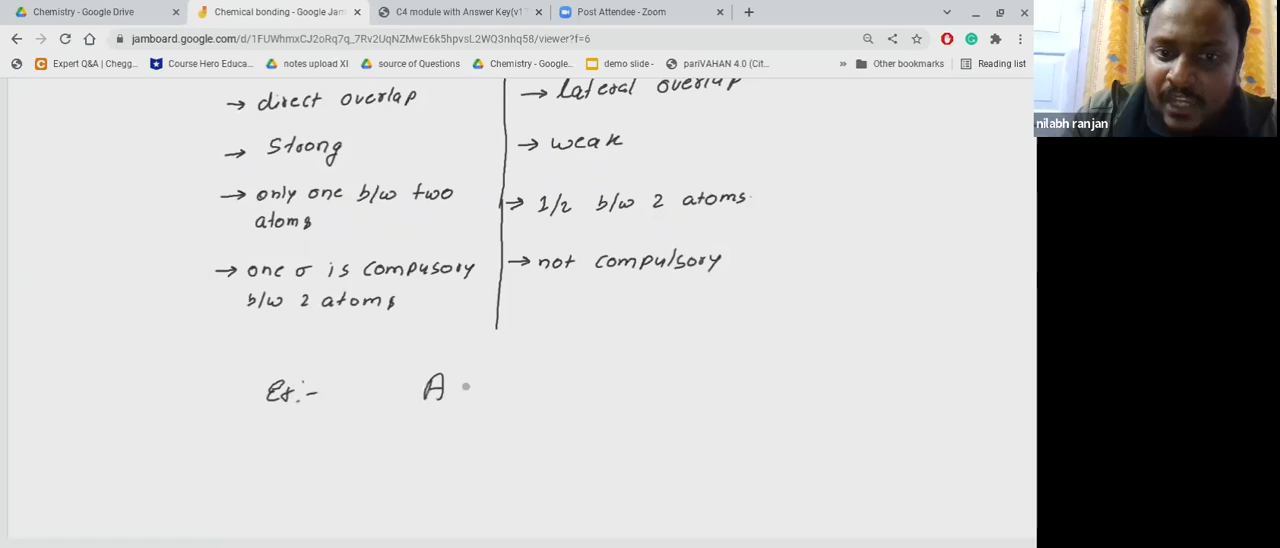 Chemistry - Google Drive
Chemical bonding - Google Jam
C4 module with Answer Key(v1
Post Attendee - Zoom
jamboard.google.com/d/1FUWhmxCJ2oRq7q_7Rv2UqNZMwE6k5hpvsL2WQ3nhq58/viewer?f=6
Expert Q&A | Chegg...
Course Hero Educa...
notes upload XI
source of Questions
Chemistry - Google...
demo slide -
pariVAHAN 4.0 (Cit...
»
Other bookmarks
Reading list
nilabh ranjan
→ direct overlap
→ Strong
→ only one b/w two
atoms
→ one σ is compusory
b/w 2 atoms
→ lateral overlap
→ weak
→ 1/2 b/w 2 atoms
→ not compulsory
Ex:- A